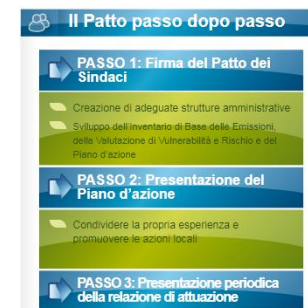 Il Patto passo dopo passo
PASSO 1: Firma del Patto dei
Sindaci
Creazione di adeguate strutture amministrative
Sviluppo dell'inventario di Base delle Emissioni,
della Valutazione di Vulnerabilità e Rischio e del
Piano d'azione
PASSO 2: Presentazione del
Piano d'azione
Condividere la propria esperienza e
promuovere le azioni locali
PASSO 3: Presentazione periodica
della relazione di attuazione